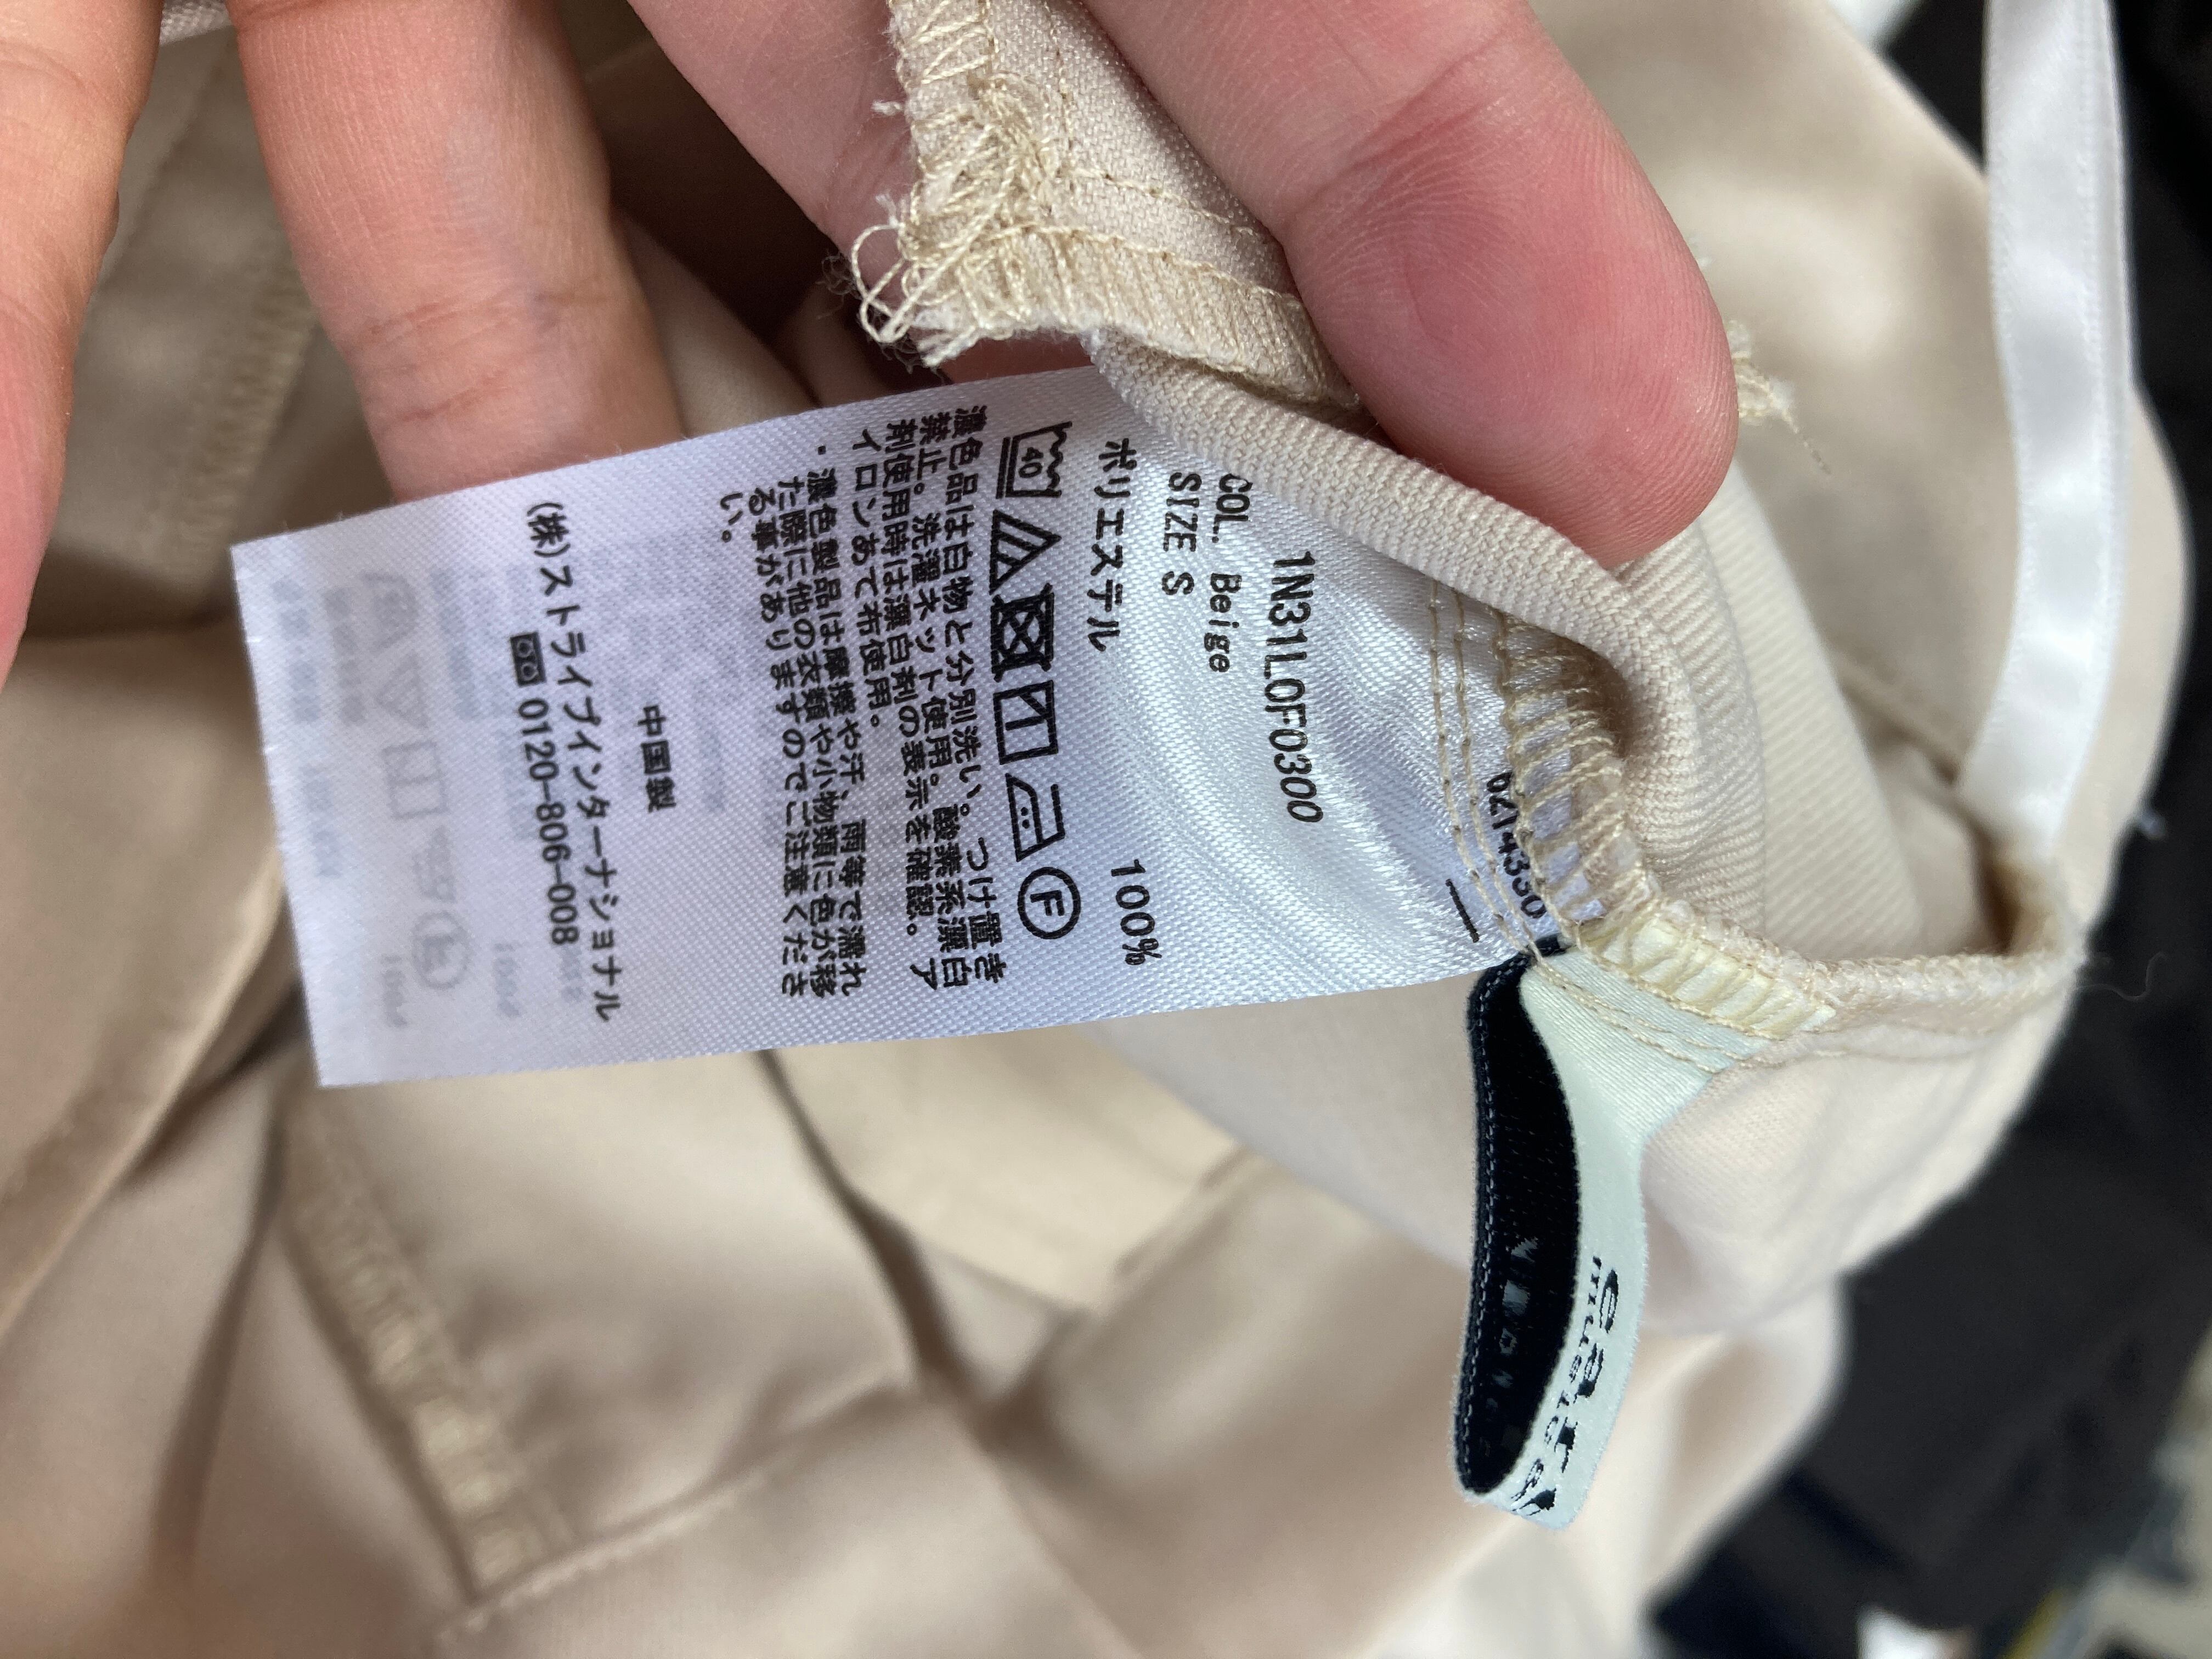 1N31L0F0300
COL. Beige
SIZE S
ポリエステル 100%
40
F
濃色品は白物と分別洗い。つけ置き
禁止。洗濯ネット使用。酸素系漂白
剤使用時は漂白剤の表示を確認。ア
イロンあて布使用。
・濃色製品は摩擦や汗、雨等で濡れ
た際に他の衣類や小物類に色が移
る事がありますのでご注意くださ
い。
中国製
(株)ストライプインターナショナル
0120-806-008
earth
music&